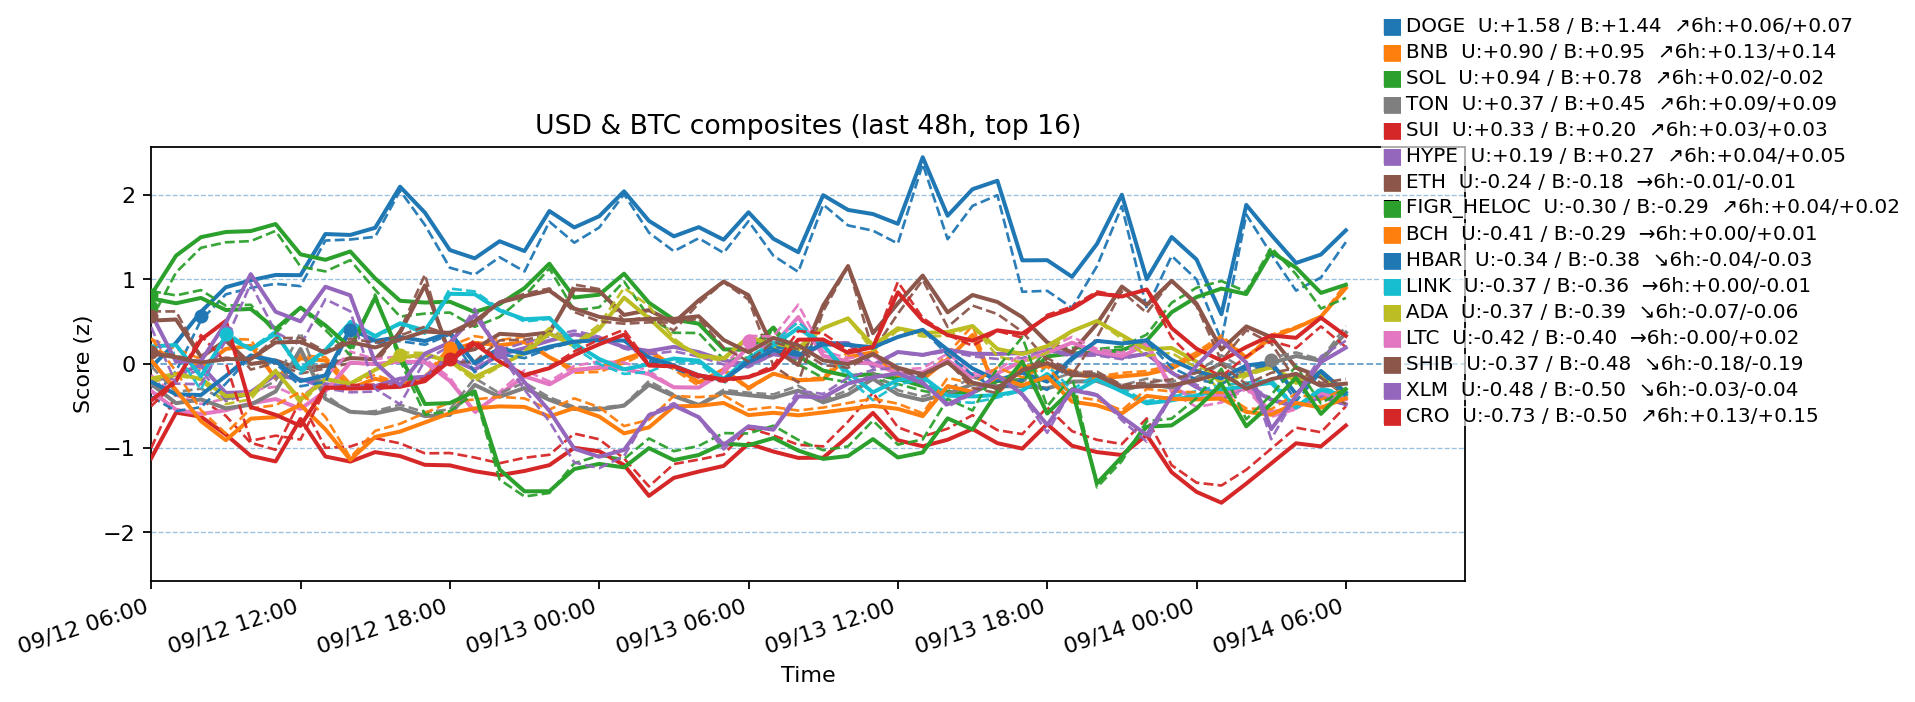 DOGE U:+1.58 / B:+1.44 ↗6h:+0.06/+0.07
BNB U:+0.90 / B:+0.95 ↗6h:+0.13/+0.14
SOL U:+0.94 / B:+0.78 ↗6h:+0.02/-0.02
TON U:+0.37 / B:+0.45 ↗6h:+0.09/+0.09
SUI U:+0.33 / B:+0.20 ↗6h:+0.03/+0.03
HYPE U:+0.19 / B:+0.27 ↗6h:+0.04/+0.05
ETH U:-0.24 / B:-0.18 →6h:-0.01/-0.01
FIGR_HELOC U:-0.30 / B:-0.29 ↗6h:+0.04/+0.02
BCH U:-0.41 / B:-0.29 →6h:+0.00/+0.01
HBAR U:-0.34 / B:-0.38 ↘6h:-0.04/-0.03
LINK U:-0.37 / B:-0.36 →6h:+0.00/-0.01
ADA U:-0.37 / B:-0.39 ↘6h:-0.07/-0.06
LTC U:-0.42 / B:-0.40 →6h:-0.00/+0.02
SHIB U:-0.37 / B:-0.48 ↘6h:-0.18/-0.19
XLM U:-0.48 / B:-0.50 ↘6h:-0.03/-0.04
CRO U:-0.73 / B:-0.50 ↗6h:+0.13/+0.15
USD & BTC composites (last 48h, top 16)
Score (z)
2
1
0
−1
−2
09/12 06:00
09/12 12:00
09/12 18:00
09/13 00:00
09/13 06:00
09/13 12:00
09/13 18:00
09/14 00:00
09/14 06:00
Time